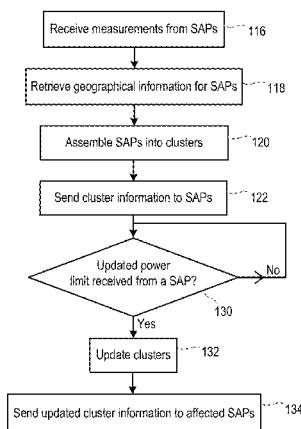 Receive measurements from SAPs
116
Retrieve geographical information for SAPs
118
Assemble SAPs into clusters
120
Send cluster information to SAPs
122
Updated power
limit received from a SAP?
No
130
Yes
Update clusters
132
Send updated cluster information to affected SAPs
134